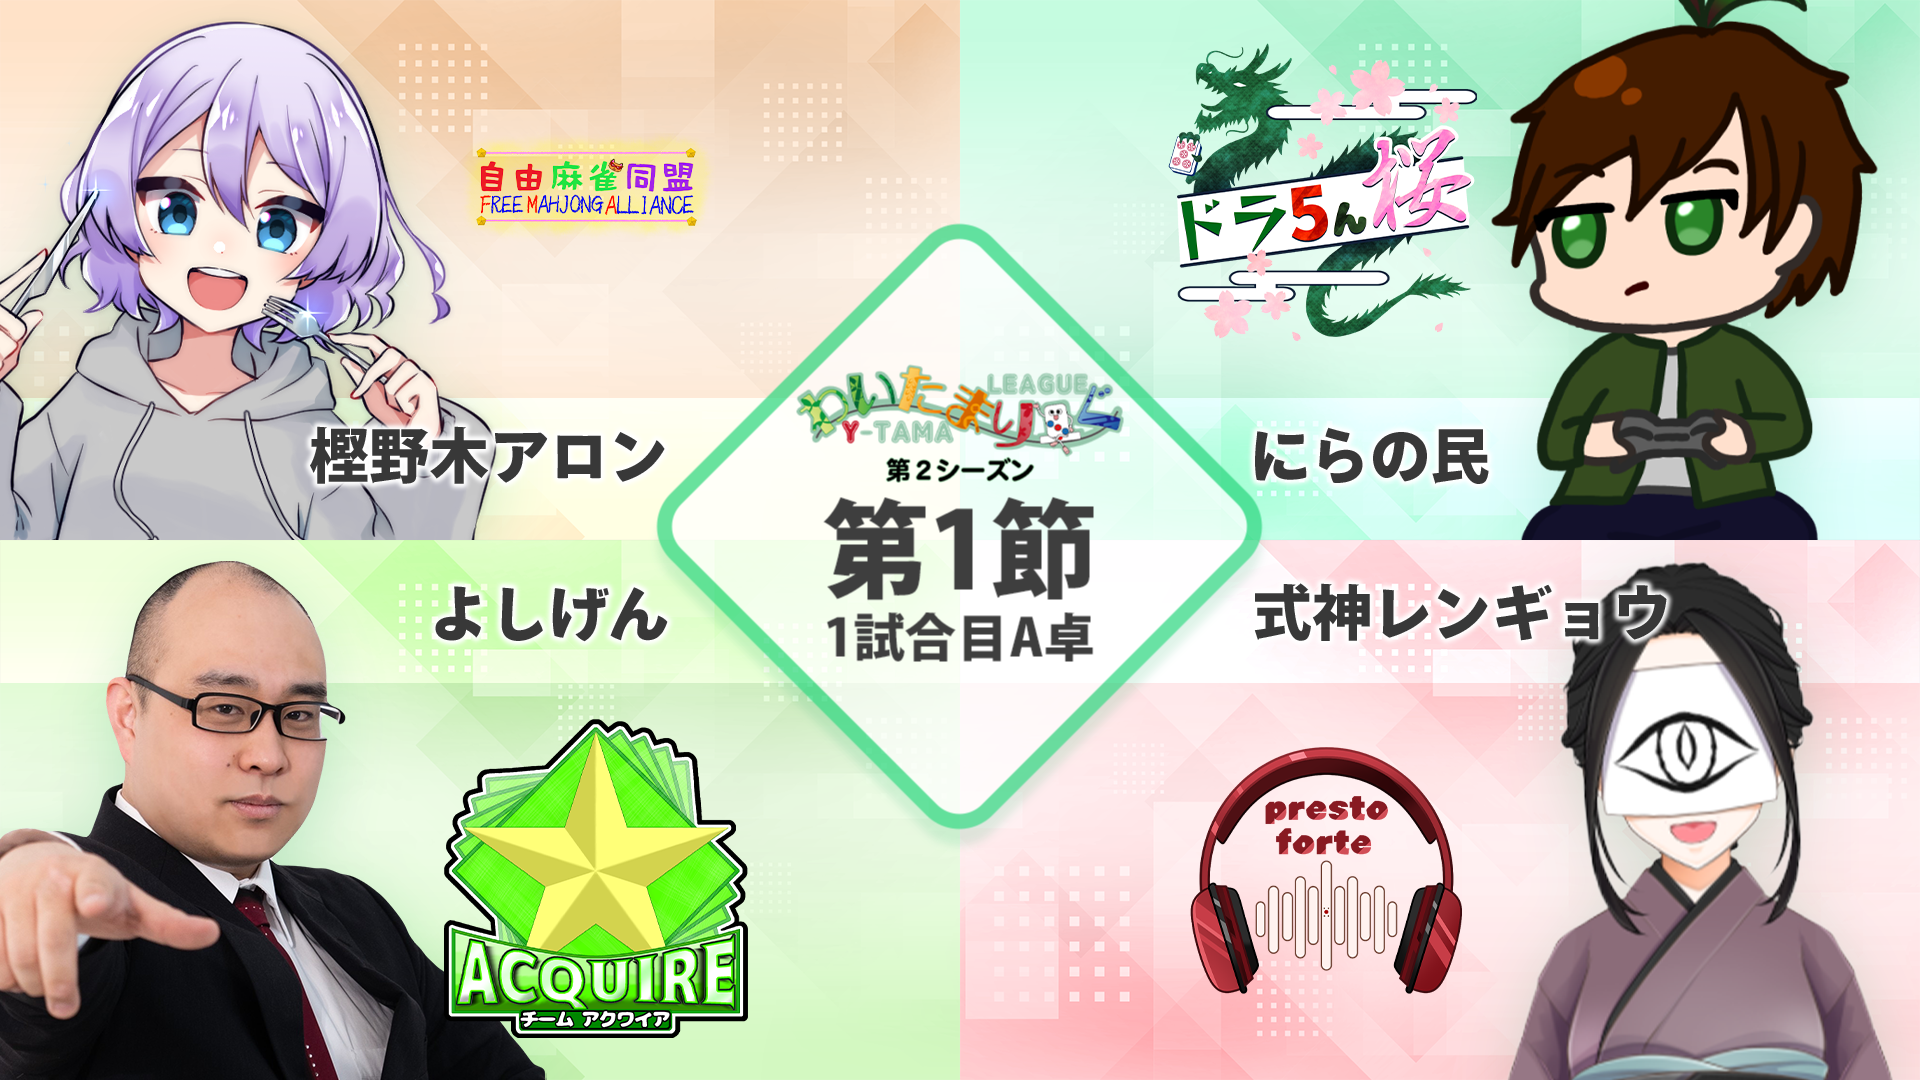 自由麻雀同盟
FREE MAHJONG ALLIANCE
樫野木アロン
ドラ5ん桜
にらの民
わいたまりーぐ
LEAGUE
Y-TAMA
第2シーズン
第1節
1試合目A卓
よしげん
ACQUIRE
チーム アクワイア
式神レンギョウ
presto
forte